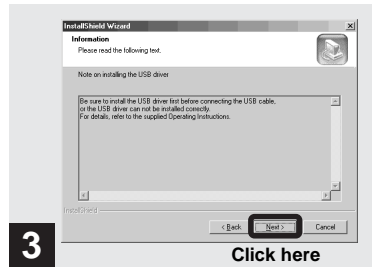 InstallShield Wizard
Information
Please read the following text.
Note on installing the USB driver
Be sure to install the USB driver first before connecting the USB cable,
or the USB driver can not be installed correctly.
For details, refer to the supplied Operating Instructions.
InstallShield
< Back
Next >
Cancel
3
Click here